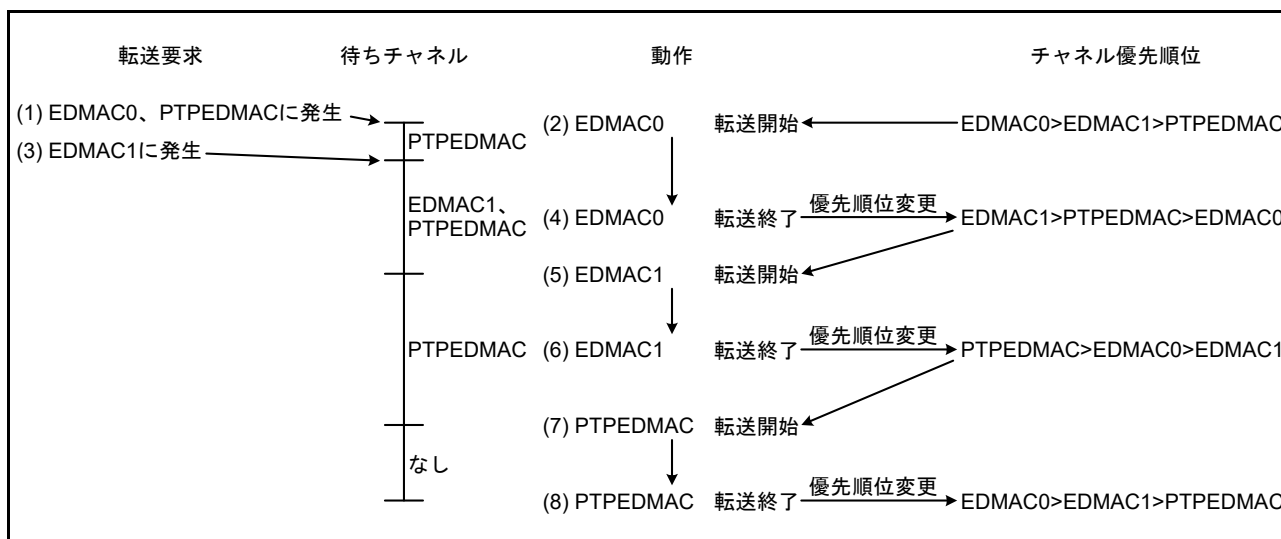 転送要求 待ちチャネル 動作 チャネル優先順位
(1) EDMAC0、PTPEDMACに発生
PTPEDMAC
(2) EDMAC0 転送開始 EDMAC0>EDMAC1>PTPEDMAC
(3) EDMAC1に発生
EDMAC1、
PTPEDMAC
(4) EDMAC0 転送終了 優先順位変更 EDMAC1>PTPEDMAC>EDMAC0
(5) EDMAC1 転送開始
PTPEDMAC
(6) EDMAC1 転送終了 優先順位変更 PTPEDMAC>EDMAC0>EDMAC1
(7) PTPEDMAC 転送開始
なし
(8) PTPEDMAC 転送終了 優先順位変更 EDMAC0>EDMAC1>PTPEDMAC